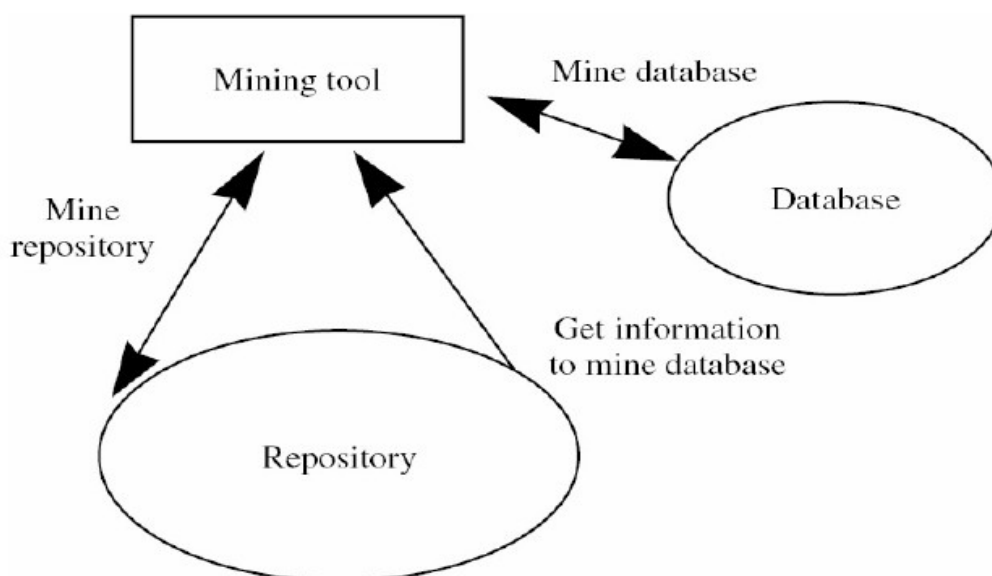 Mining tool
Mine database
Database
Mine
repository
Get information
to mine database
Repository